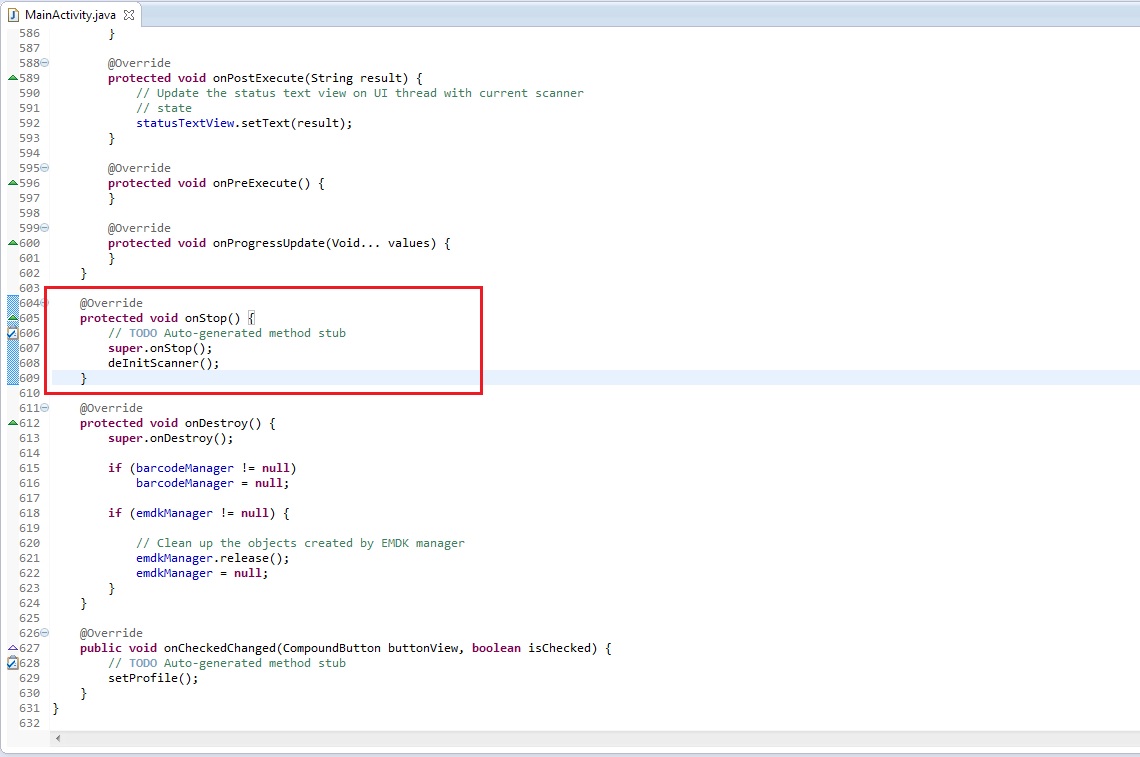 MainActivity.java
586         }
587
588         @Override
589         protected void onPostExecute(String result) {
590             // Update the status text view on UI thread with current scanner
591             // state
592             statusTextView.setText(result);
593         }
594
595         @Override
596         protected void onPreExecute() {
597         }
598
599         @Override
600         protected void onProgressUpdate(Void... values) {
601         }
602     }
603
604     @Override
605     protected void onStop() {
606         // TODO Auto-generated method stub
607         super.onStop();
608         deInitScanner();
609     }
610
611     @Override
612     protected void onDestroy() {
613         super.onDestroy();
614
615         if (barcodeManager != null)
616             barcodeManager = null;
617
618         if (emdkManager != null) {
619
620             // Clean up the objects created by EMDK manager
621             emdkManager.release();
622             emdkManager = null;
623         }
624     }
625
626     @Override
627     public void onCheckedChanged(CompoundButton buttonView, boolean isChecked) {
628         // TODO Auto-generated method stub
629         setProfile();
630     }
631 }
632